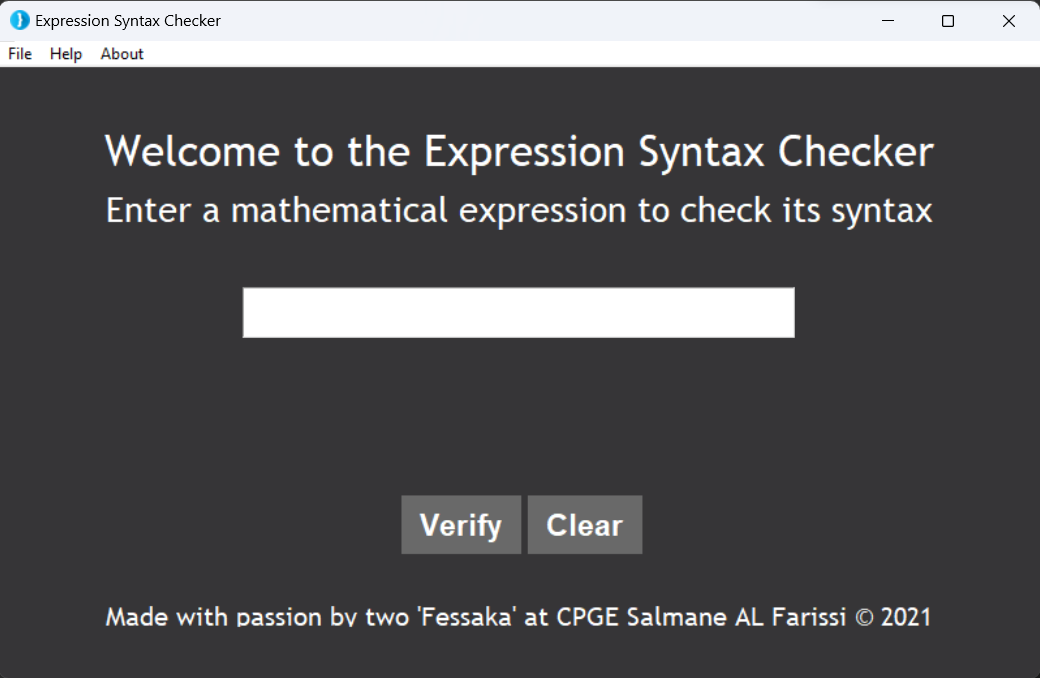 Expression Syntax Checker
File Help About
Welcome to the Expression Syntax Checker
Enter a mathematical expression to check its syntax
Verify Clear
Made with passion by two 'Fessaka' at CPGE Salmane AL Farissi © 2021